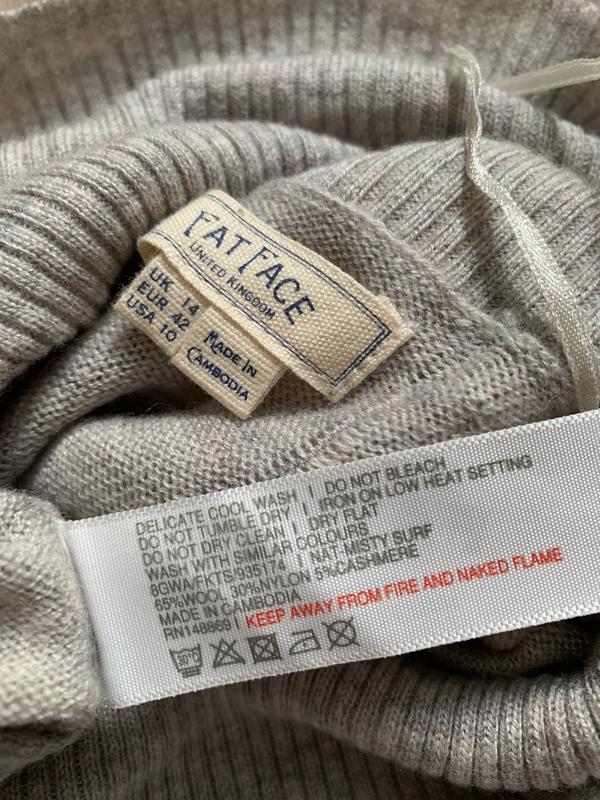 FATFACE
UNITED KINGDOM
UK 14
EUR 42
USA 10
MADE IN
CAMBODIA
DELICATE COOL WASH | DO NOT BLEACH
DO NOT TUMBLE DRY | IRON ON LOW HEAT SETTING
DO NOT DRY CLEAN | DRY FLAT
WASH WITH SIMILAR COLOURS
8GWA/FKTS/935174 | NAT-MISTY SURF
65%WOOL 30%NYLON 5%CASHMERE
MADE IN CAMBODIA
RN148869 | KEEP AWAY FROM FIRE AND NAKED FLAME
30°C